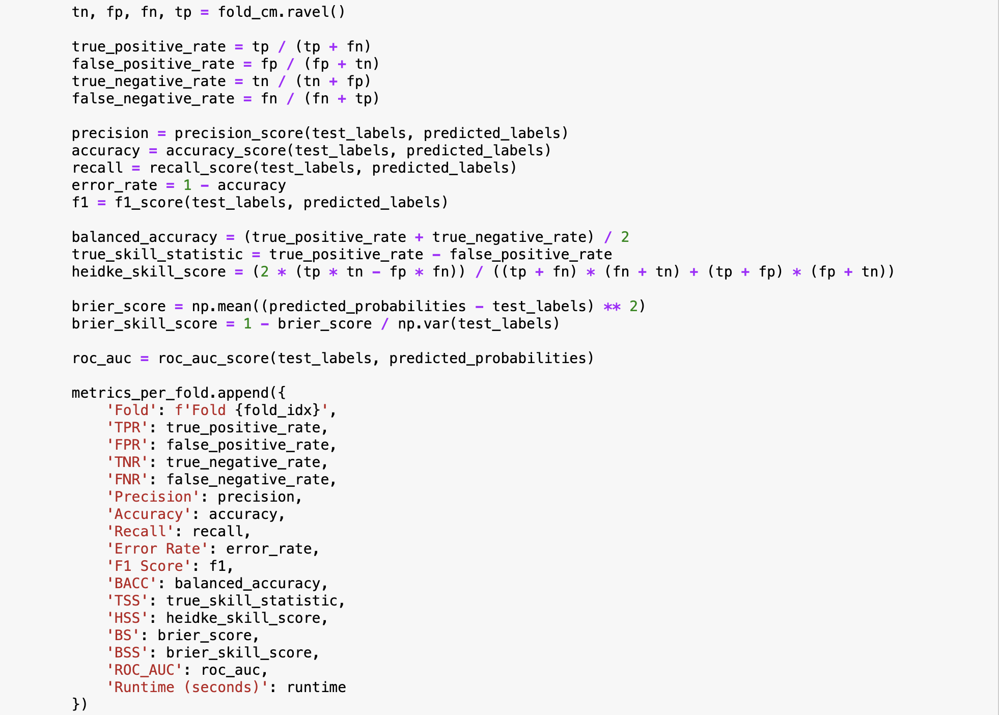 tn, fp, fn, tp = fold_cm.ravel()
true_positive_rate = tp / (tp + fn)
false_positive_rate = fp / (fp + tn)
true_negative_rate = tn / (tn + fp)
false_negative_rate = fn / (fn + tp)
precision = precision_score(test_labels, predicted_labels)
accuracy = accuracy_score(test_labels, predicted_labels)
recall = recall_score(test_labels, predicted_labels)
error_rate = 1 - accuracy
f1 = f1_score(test_labels, predicted_labels)
balanced_accuracy = (true_positive_rate + true_negative_rate) / 2
true_skill_statistic = true_positive_rate - false_positive_rate
heidke_skill_score = (2 * (tp * tn - fp * fn)) / ((tp + fn) * (fn + tn) + (tp + fp) * (fp + tn))
brier_score = np.mean((predicted_probabilities - test_labels) ** 2)
brier_skill_score = 1 - brier_score / np.var(test_labels)
roc_auc = roc_auc_score(test_labels, predicted_probabilities)
metrics_per_fold.append({
    'Fold': f'Fold {fold_idx}',
    'TPR': true_positive_rate,
    'FPR': false_positive_rate,
    'TNR': true_negative_rate,
    'FNR': false_negative_rate,
    'Precision': precision,
    'Accuracy': accuracy,
    'Recall': recall,
    'Error Rate': error_rate,
    'F1 Score': f1,
    'BACC': balanced_accuracy,
    'TSS': true_skill_statistic,
    'HSS': heidke_skill_score,
    'BS': brier_score,
    'BSS': brier_skill_score,
    'ROC_AUC': roc_auc,
    'Runtime (seconds)': runtime
})